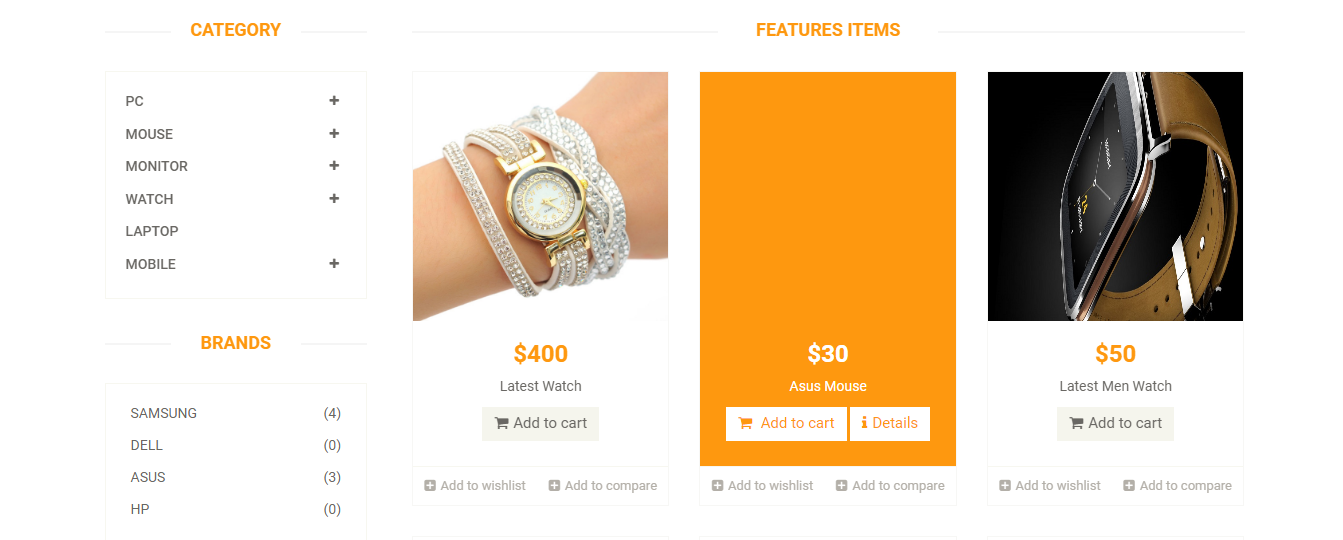 CATEGORY
PC
MOUSE
MONITOR
WATCH
LAPTOP
MOBILE
BRANDS
SAMSUNG (4)
DELL (0)
ASUS (3)
HP (0)
FEATURES ITEMS
$400
Latest Watch
Add to cart
Add to wishlist Add to compare
$30
Asus Mouse
Add to cart Details
Add to wishlist Add to compare
$50
Latest Men Watch
Add to cart
Add to wishlist Add to compare